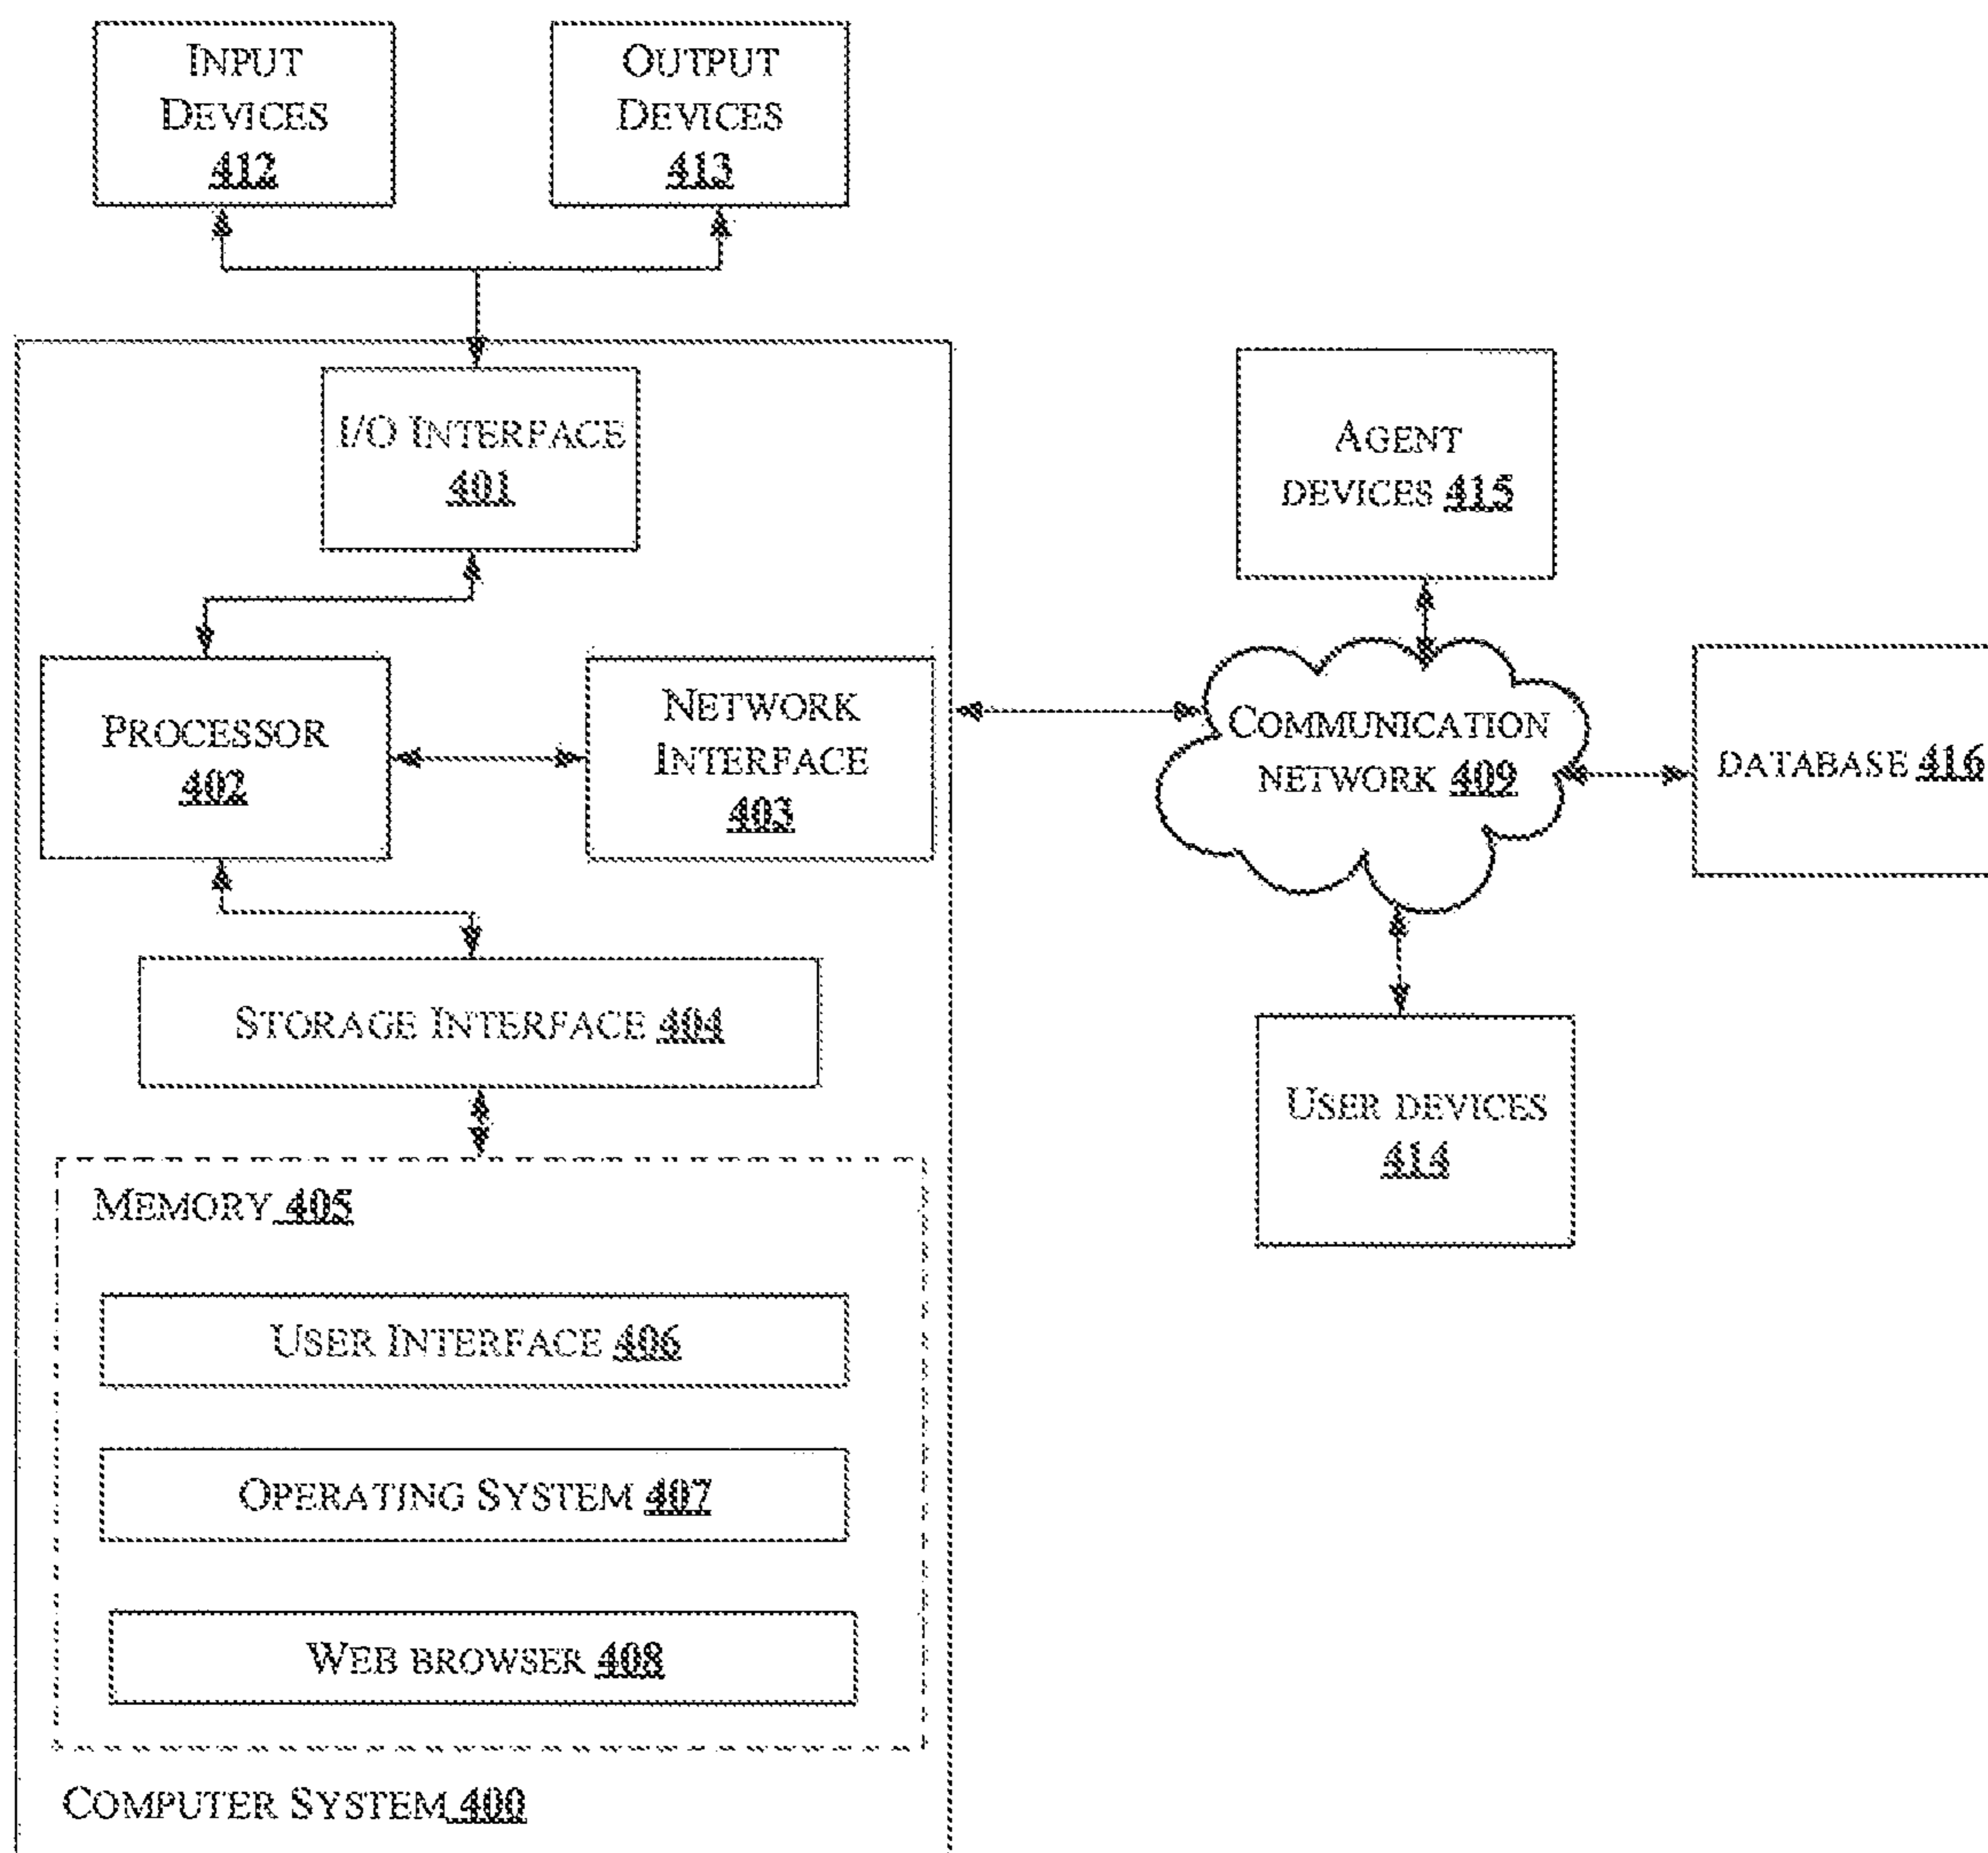 INPUT
DEVICES
412
OUTPUT
DEVICES
413
I/O INTERFACE
401
PROCESSOR
402
NETWORK
INTERFACE
403
STORAGE INTERFACE 404
MEMORY 405
USER INTERFACE 406
OPERATING SYSTEM 407
WEB BROWSER 408
COMPUTER SYSTEM 400
AGENT
DEVICES 415
COMMUNICATION
NETWORK 409
DATABASE 416
USER DEVICES
414